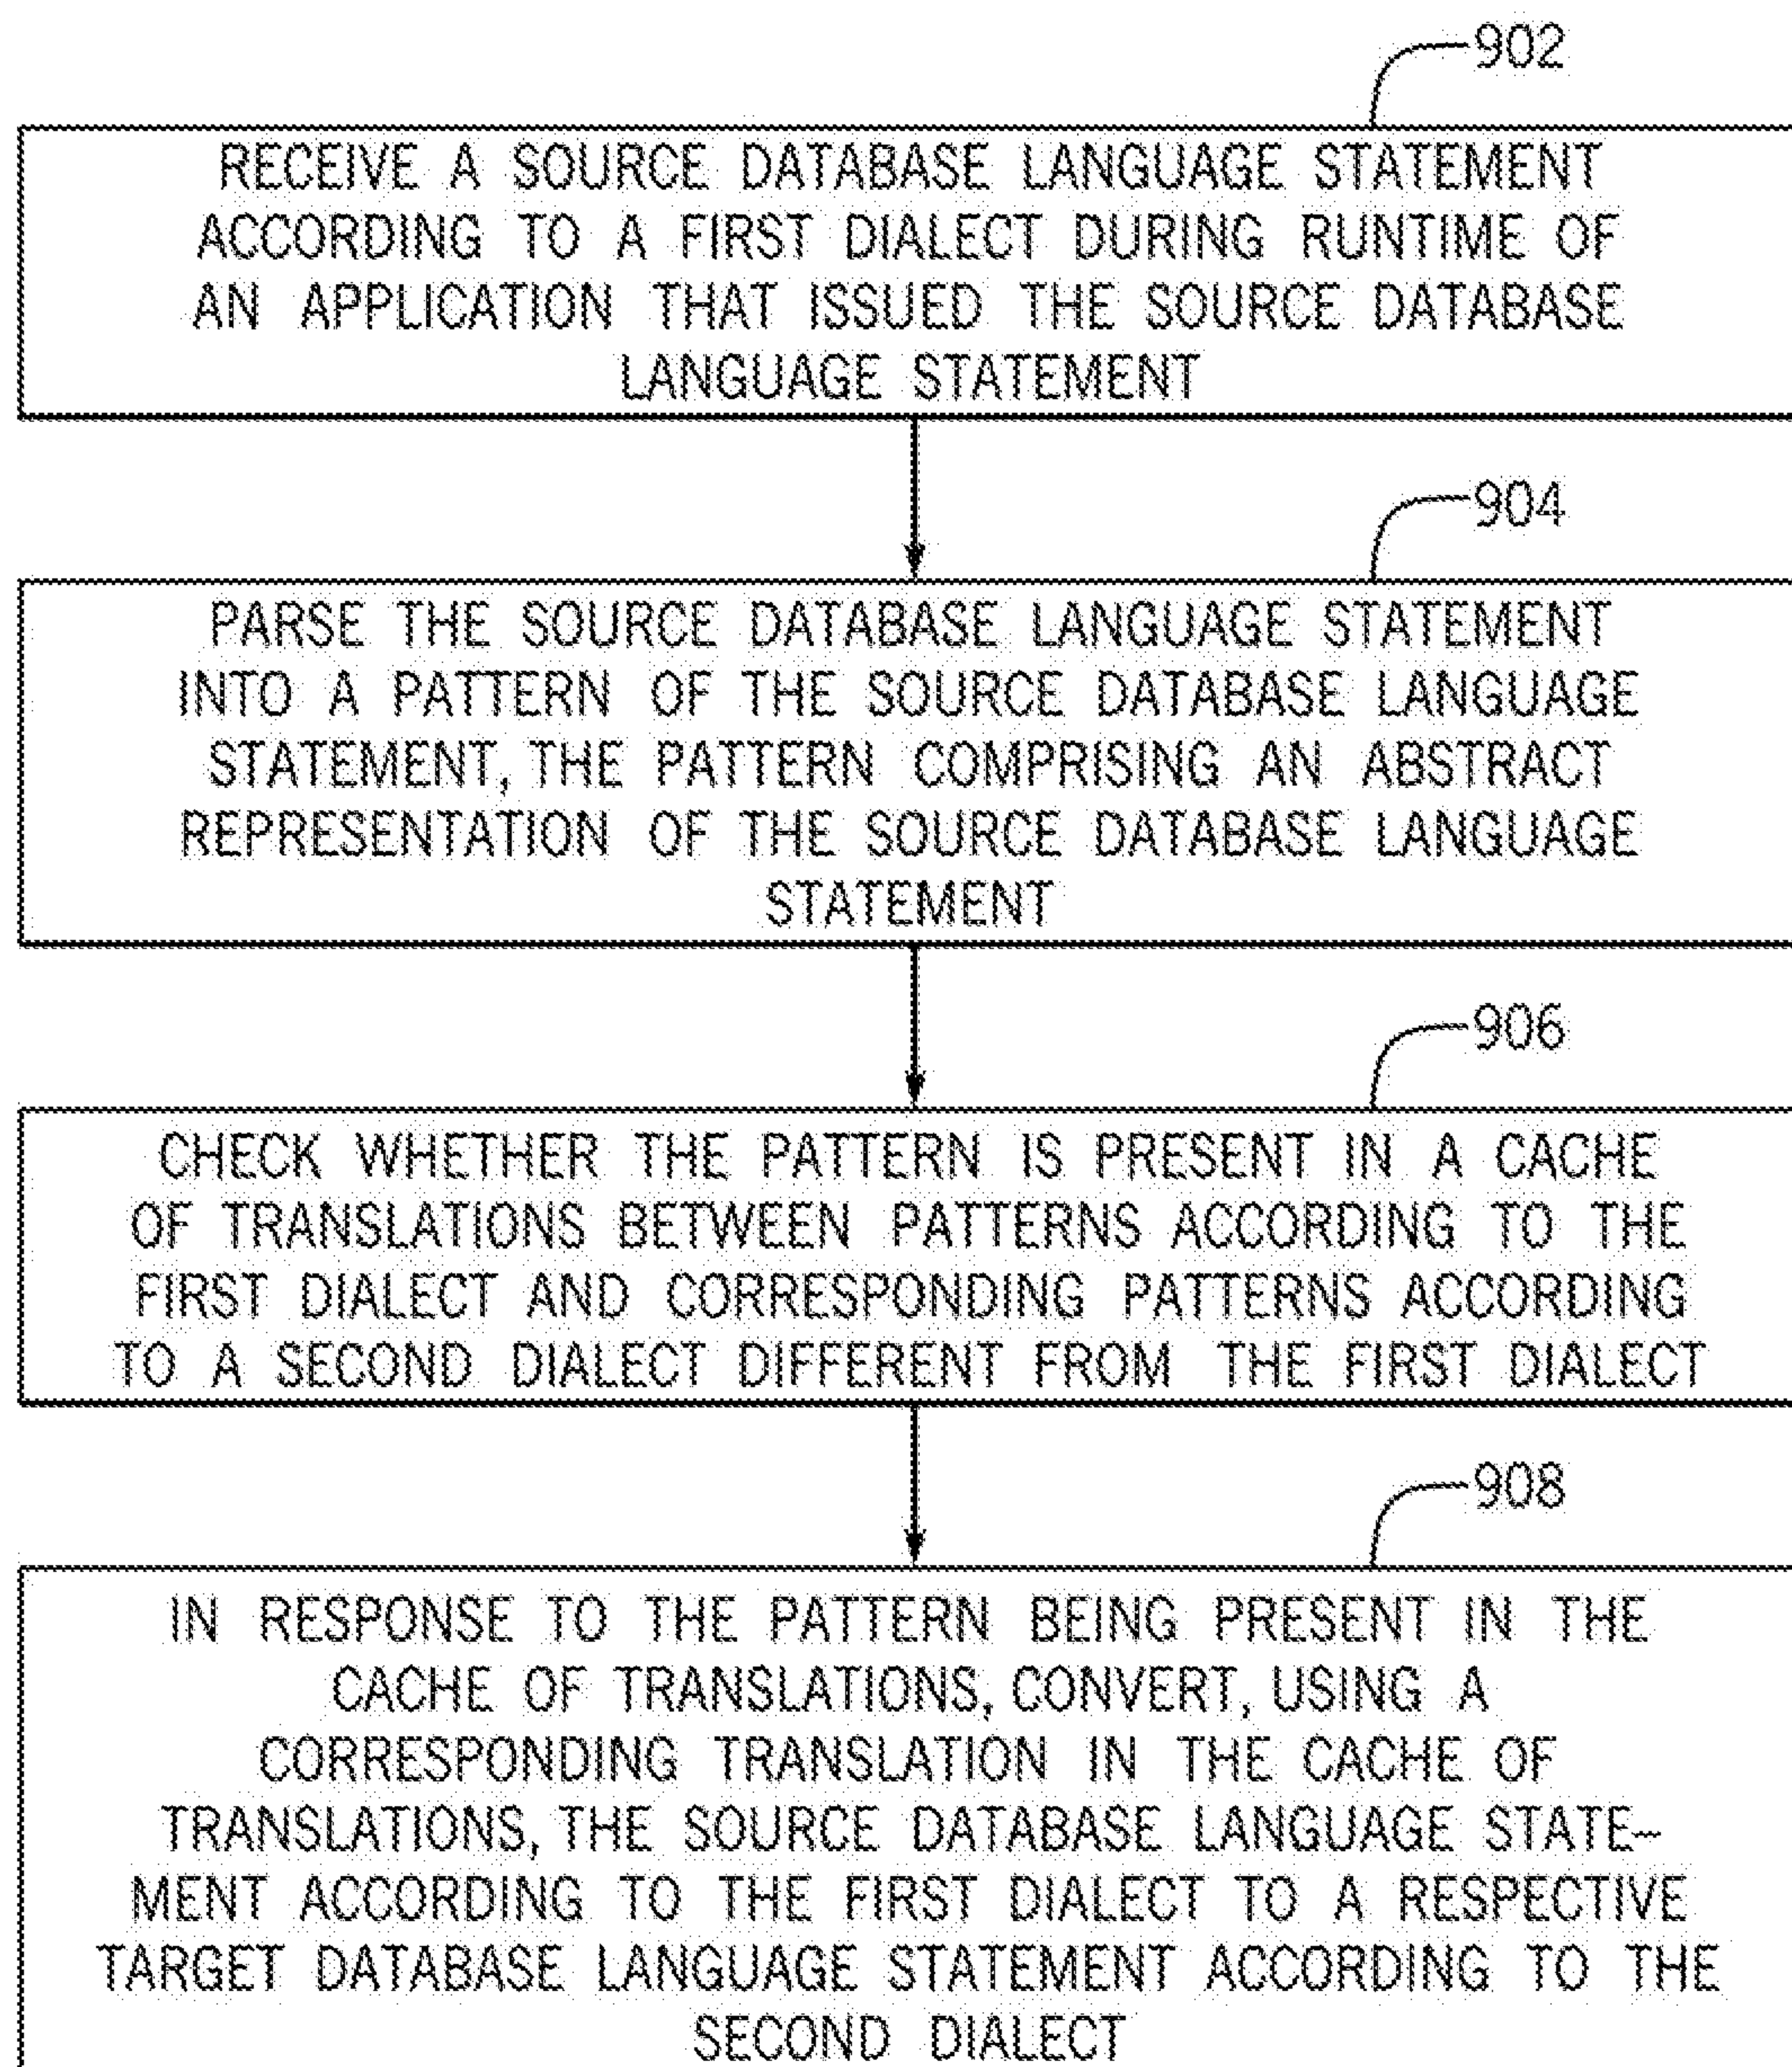 902
RECEIVE A SOURCE DATABASE LANGUAGE STATEMENT
ACCORDING TO A FIRST DIALECT DURING RUNTIME OF
AN APPLICATION THAT ISSUED THE SOURCE DATABASE
LANGUAGE STATEMENT
904
PARSE THE SOURCE DATABASE LANGUAGE STATEMENT
INTO A PATTERN OF THE SOURCE DATABASE LANGUAGE
STATEMENT, THE PATTERN COMPRISING AN ABSTRACT
REPRESENTATION OF THE SOURCE DATABASE LANGUAGE
STATEMENT
906
CHECK WHETHER THE PATTERN IS PRESENT IN A CACHE
OF TRANSLATIONS BETWEEN PATTERNS ACCORDING TO THE
FIRST DIALECT AND CORRESPONDING PATTERNS ACCORDING
TO A SECOND DIALECT DIFFERENT FROM THE FIRST DIALECT
908
IN RESPONSE TO THE PATTERN BEING PRESENT IN THE
CACHE OF TRANSLATIONS, CONVERT, USING A
CORRESPONDING TRANSLATION IN THE CACHE OF
TRANSLATIONS, THE SOURCE DATABASE LANGUAGE STATE-
MENT ACCORDING TO THE FIRST DIALECT TO A RESPECTIVE
TARGET DATABASE LANGUAGE STATEMENT ACCORDING TO THE
SECOND DIALECT